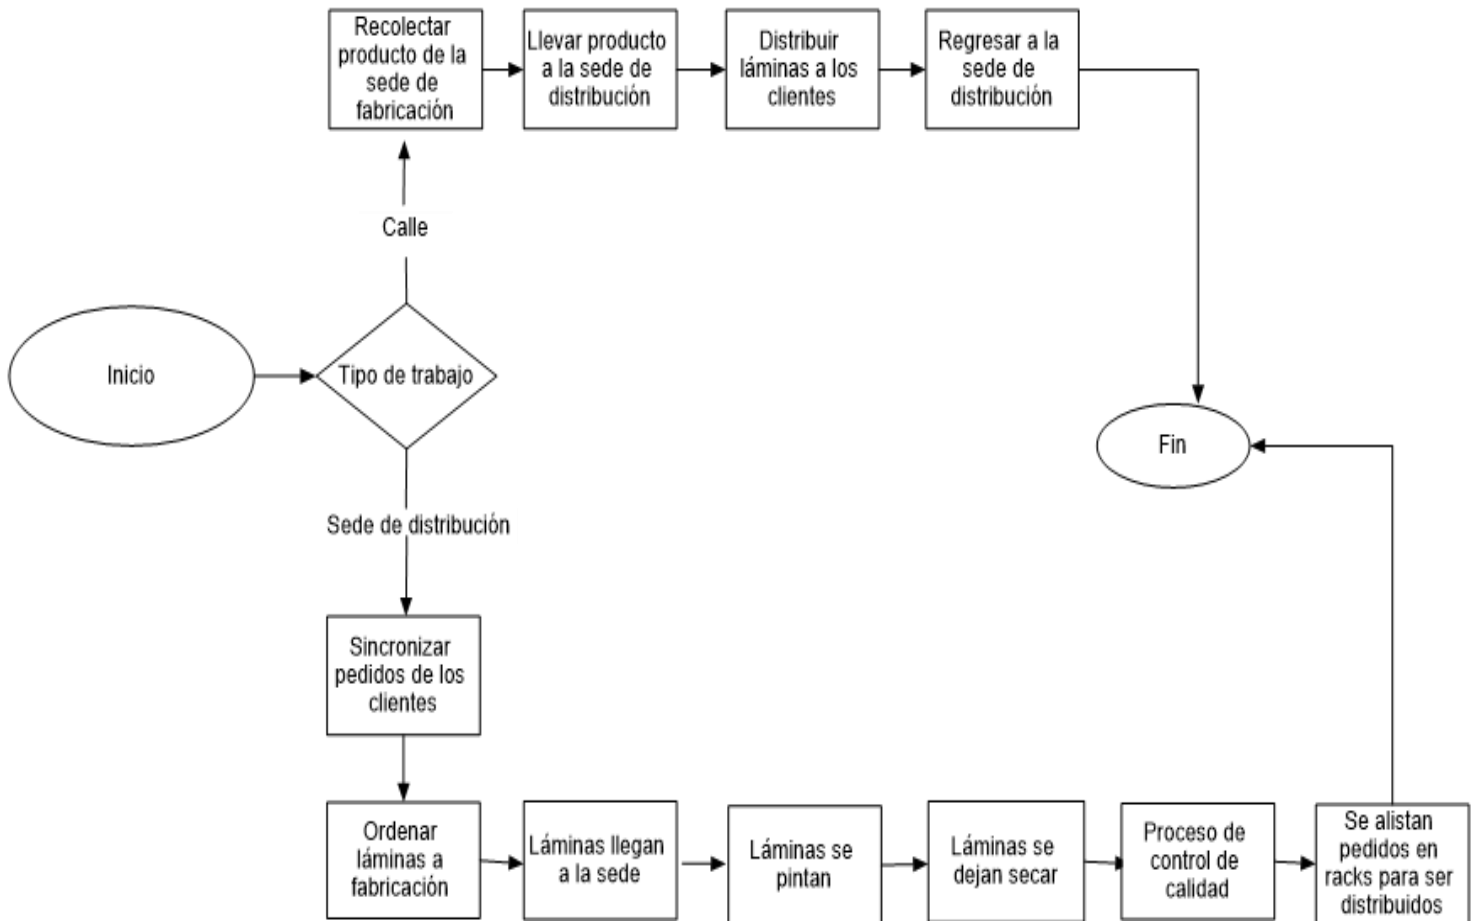 Recolectar
producto de la
sede de
fabricación
Llevar producto
a la sede de
distribución
Distribuir
láminas a los
clientes
Regresar a la
sede de
distribución
Calle
Inicio
Tipo de trabajo
Fin
Sede de distribución
Sincronizar
pedidos de los
clientes
Ordenar
láminas a
fabricación
Láminas llegan
a la sede
Láminas se
pintan
Láminas se
dejan secar
Proceso de
control de
calidad
Se alistan
pedidos en
racks para ser
distribuidos